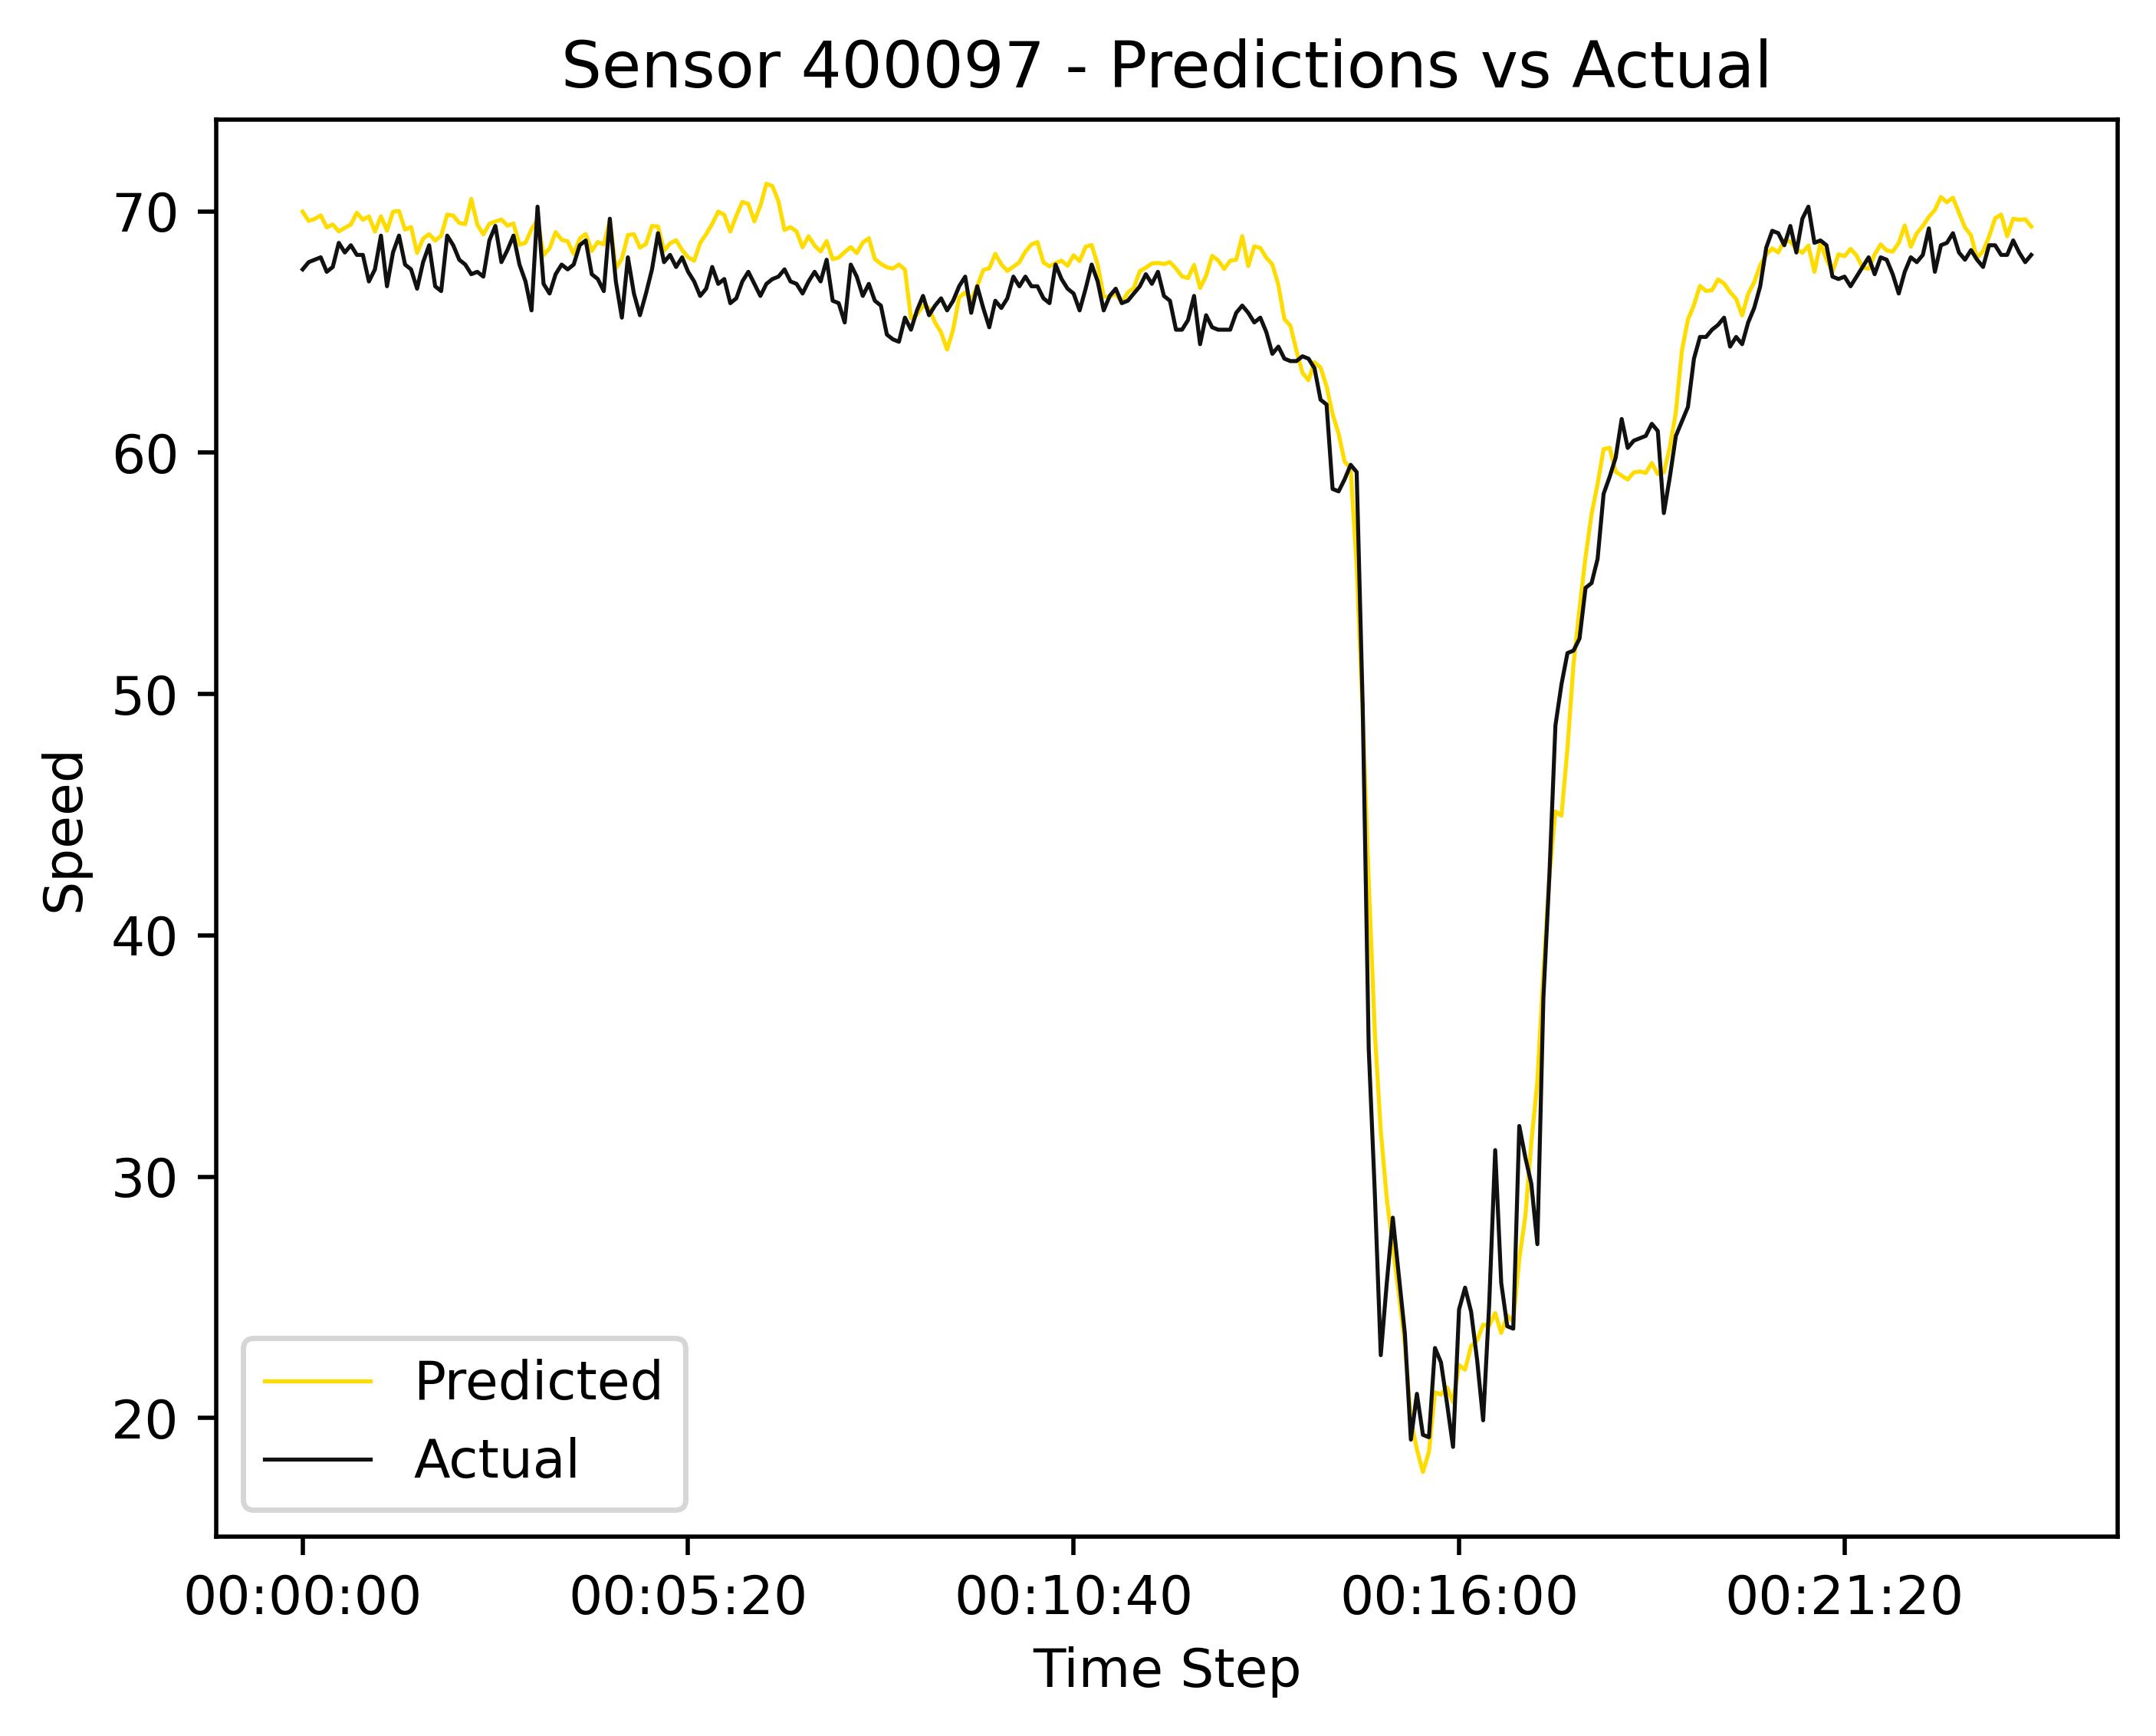 Sensor 400097 - Predictions vs Actual
70
60
50
40
30
20
Speed
Predicted
Actual
00:00:00
00:05:20
00:10:40
00:16:00
00:21:20
Time Step